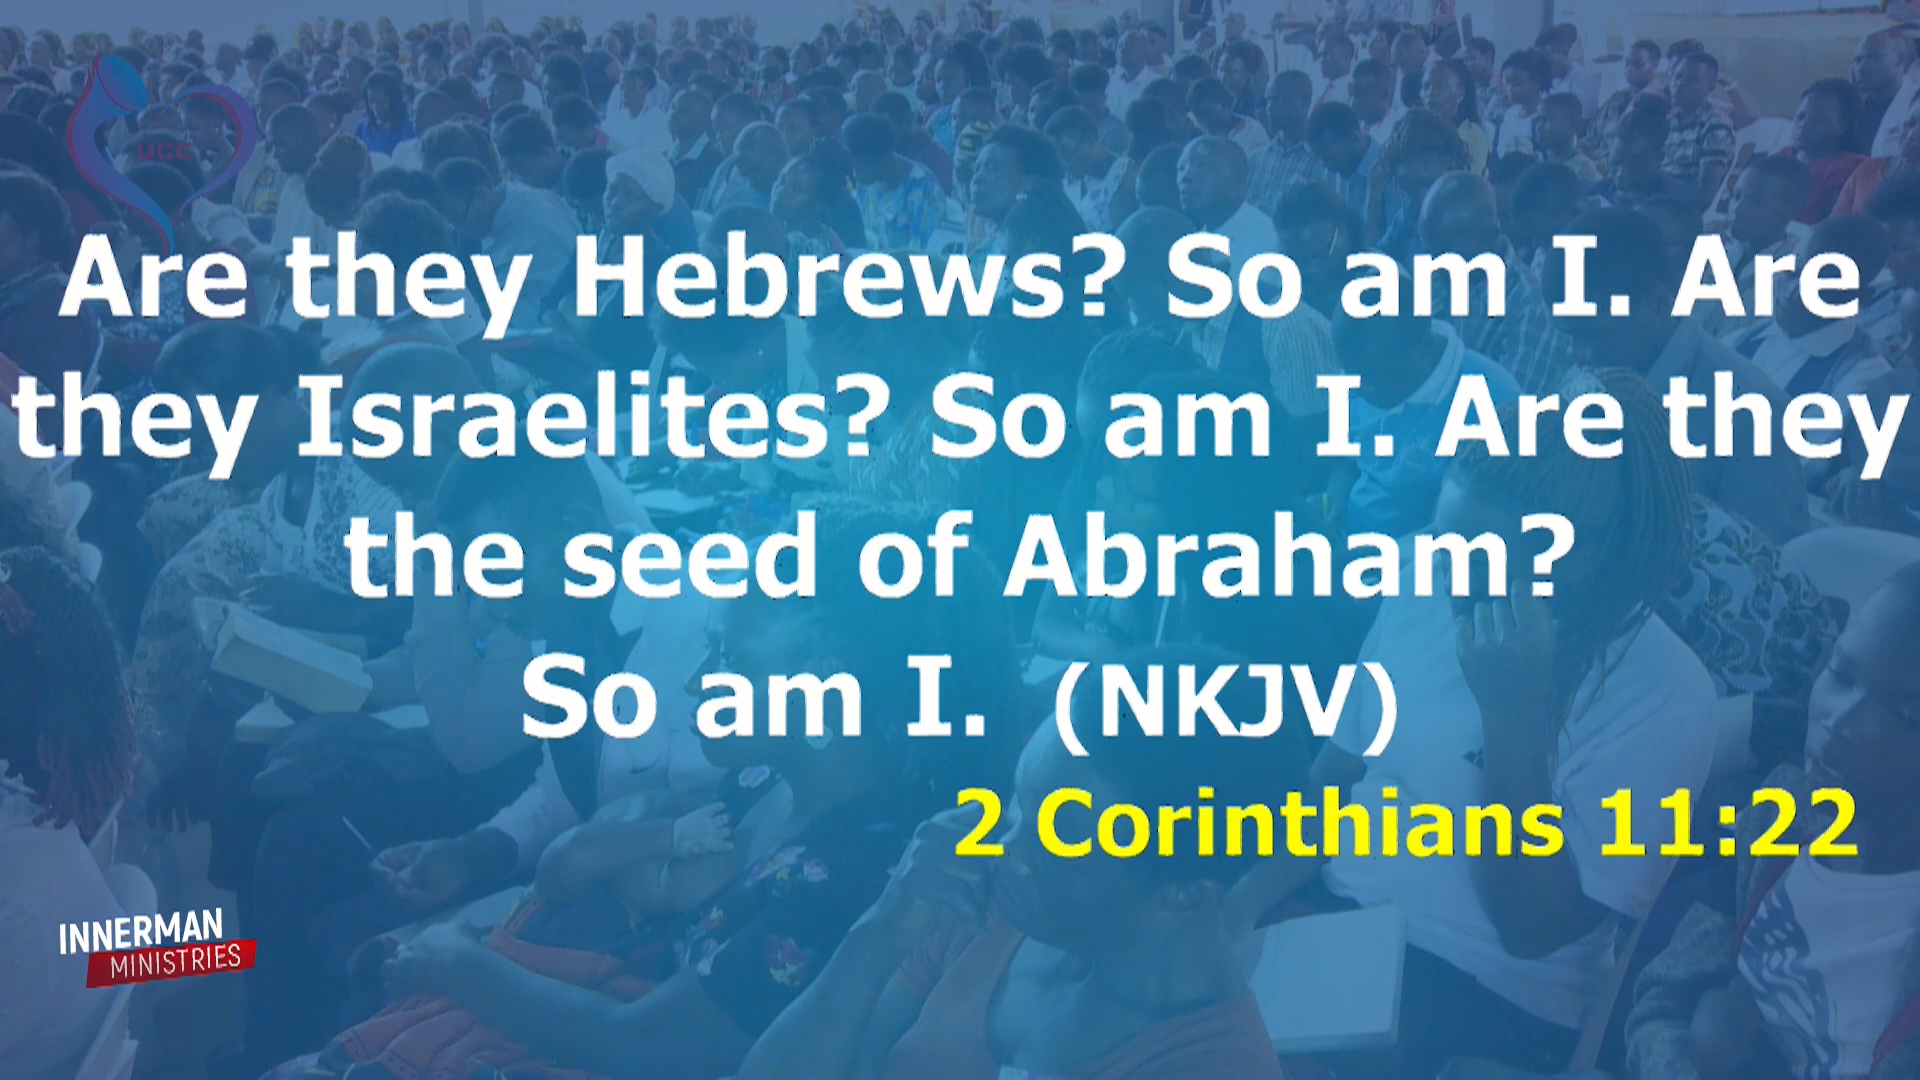 UCC
Are they Hebrews? So am I. Are
they Israelites? So am I. Are they
the seed of Abraham?
So am I. (NKJV)
2 Corinthians 11:22
INNERMAN
MINISTRIES